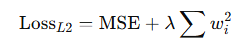 Loss_{L2} = MSE + λ ∑ w_i^2